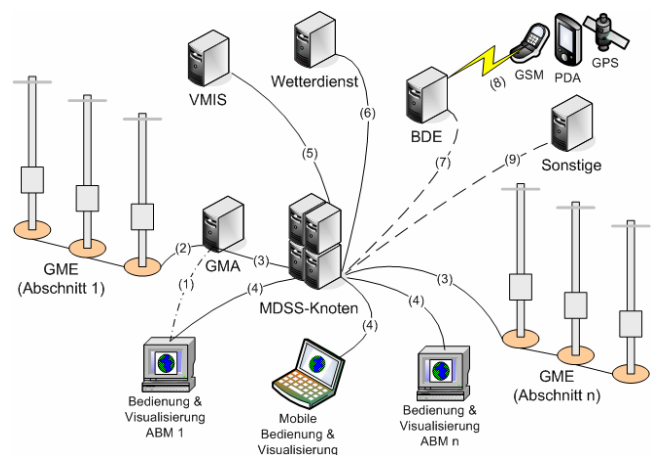 GSM
PDA
GPS
(8)
VMIS
Wetterdienst
BDE
(6)
(5)
(7)
(9)
Sonstige
GME
(Abschnitt 1)
(2)
GMA
(3)
MDSS-Knoten
(3)
(1)
(4)
(4)
(4)
Bedienung &
Visualisierung
ABM 1
Mobile
Bedienung &
Visualisierung
Bedienung &
Visualisierung
ABM n
GME
(Abschnitt n)